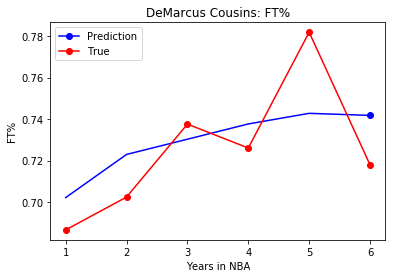 DeMarcus Cousins: FT%
Prediction
True
0.78
0.76
0.74
0.72
0.70
FT%
1 2 3 4 5 6
Years in NBA